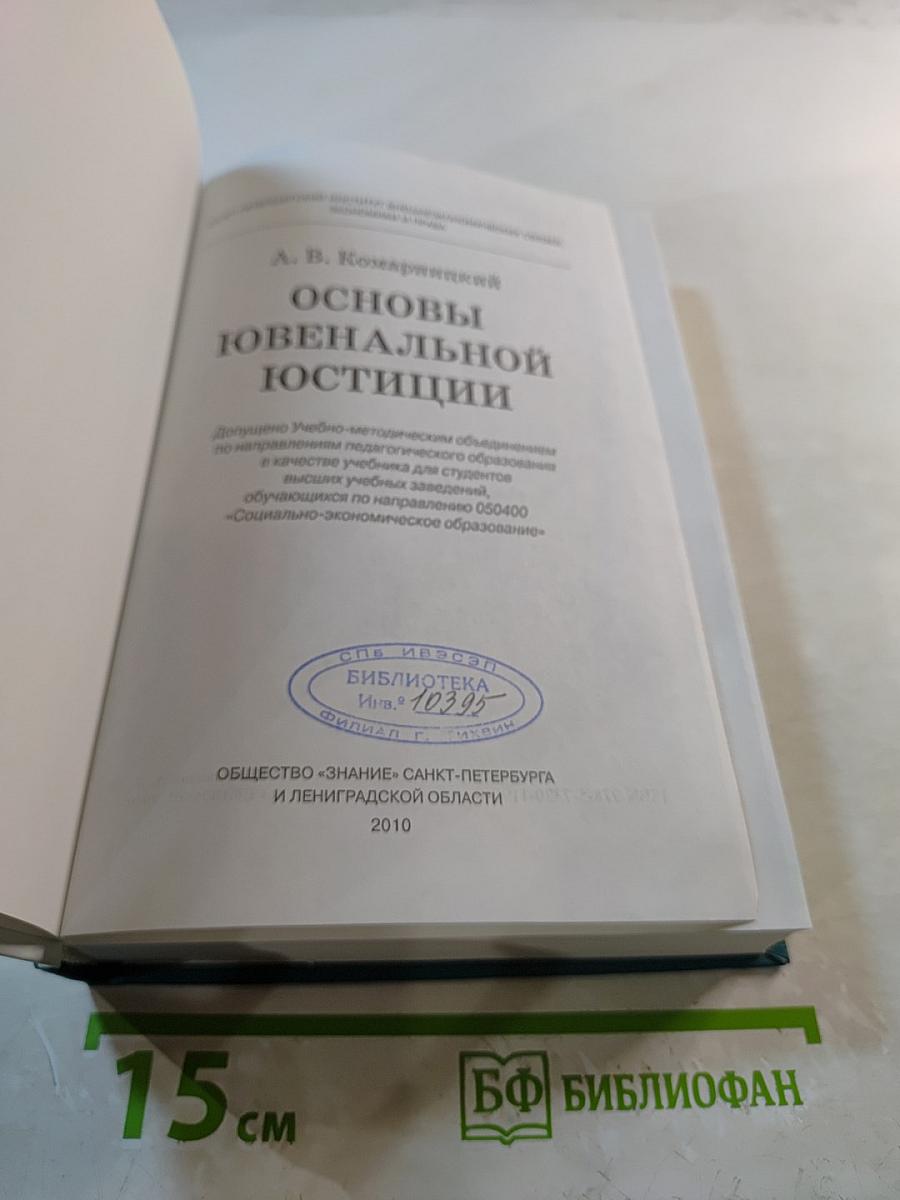 А. В. Комарницкий
ОСНОВЫ
ЮВЕНАЛЬНОЙ
ЮСТИЦИИ
Допущено Учебно-методическим объединением
по направлениям педагогического образования
в качестве учебника для студентов
высших учебных заведений,
обучающихся по направлению 050400
«Социально-экономическое образование»
СПб ИВЭСЭП
БИБЛИОТЕКА
Инв.º 10395
ФИЛИАЛ Г. ТИХВИН
ОБЩЕСТВО «ЗНАНИЕ» САНКТ-ПЕТЕРБУРГА
И ЛЕНИГРАДСКОЙ ОБЛАСТИ
2010
15 см
БФ БИБЛИОФАН